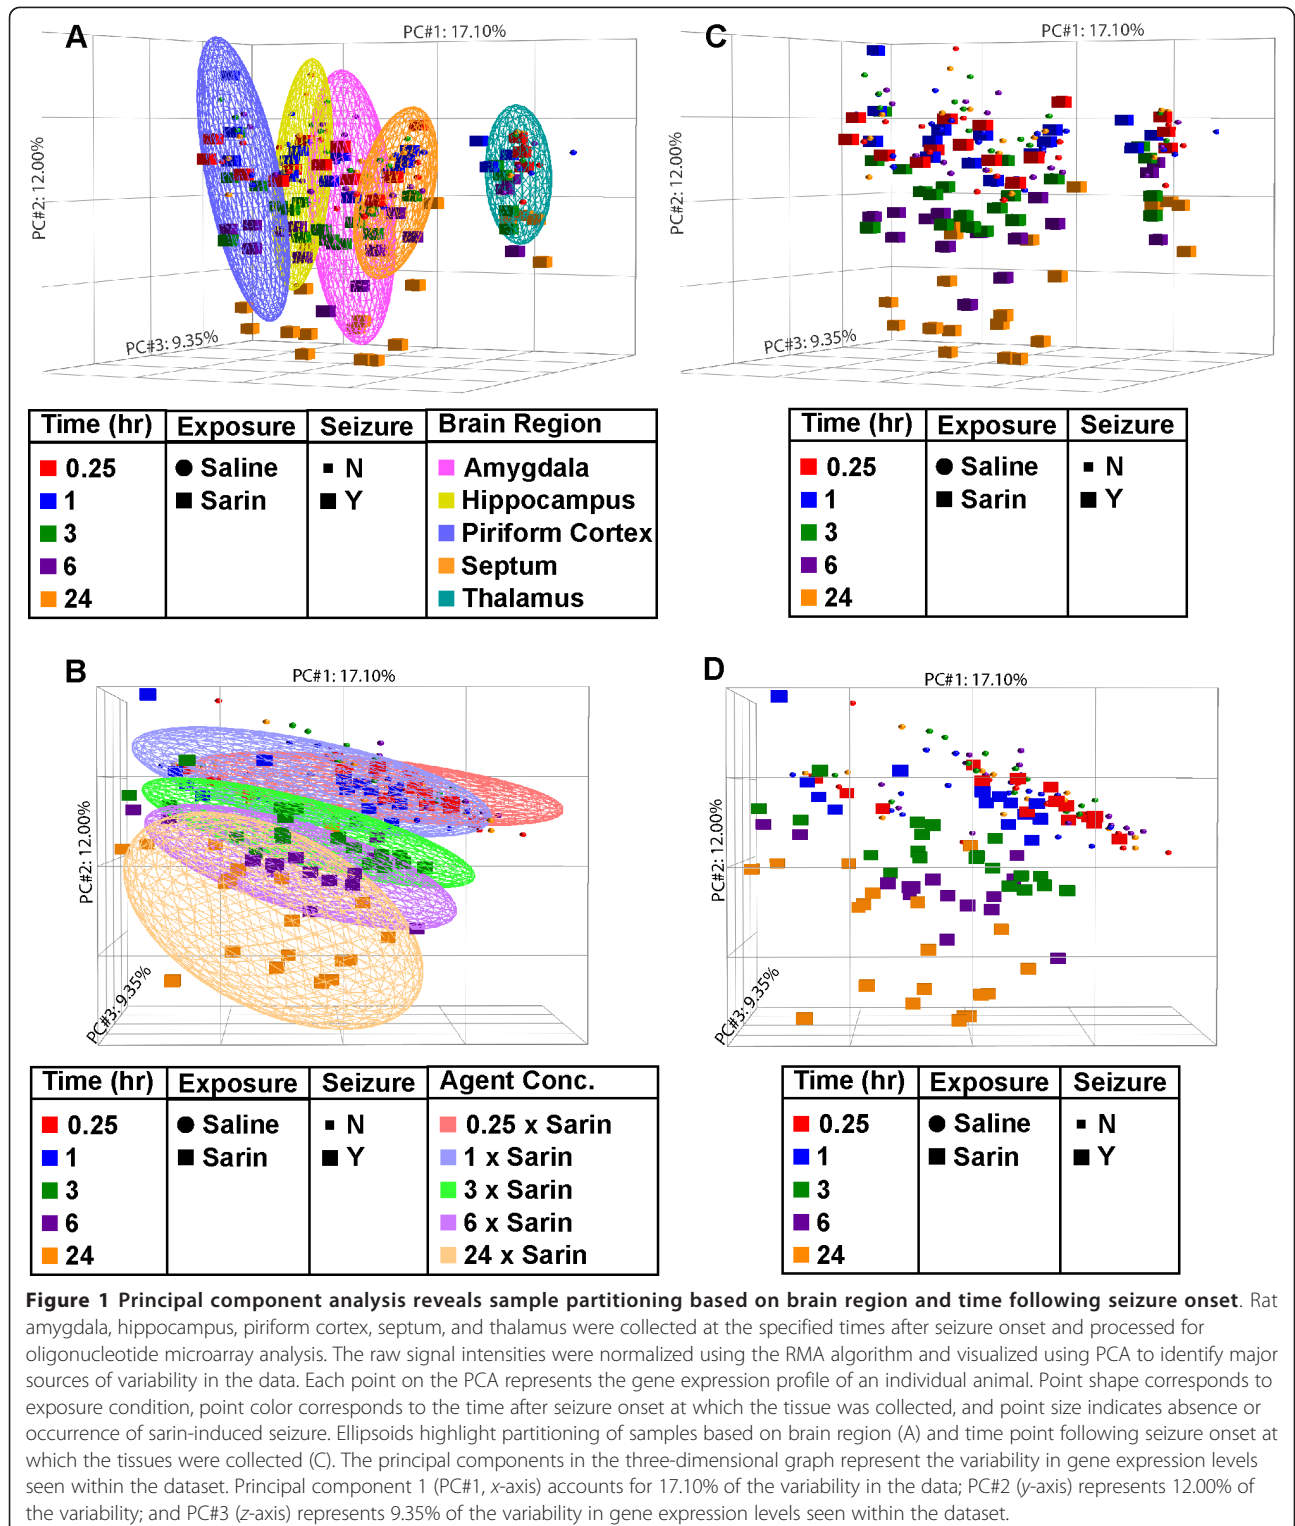 A
PC#1: 17.10%
PC#2: 12.00%
PC#3: 9.35%
C
PC#1: 17.10%
PC#2: 12.00%
PC#3: 9.35%
Time (hr) Exposure Seizure Brain Region
0.25 Saline N Amygdala
1 Sarin Y Hippocampus
3 Piriform Cortex
6 Septum
24 Thalamus
Time (hr) Exposure Seizure
0.25 Saline N
1 Sarin Y
3
6
24
B
PC#1: 17.10%
PC#2: 12.00%
PC#3: 9.35%
D
PC#1: 17.10%
PC#2: 12.00%
PC#3: 9.35%
Time (hr) Exposure Seizure Agent Conc.
0.25 Saline N 0.25 x Sarin
1 Sarin Y 1 x Sarin
3 3 x Sarin
6 6 x Sarin
24 24 x Sarin
Time (hr) Exposure Seizure
0.25 Saline N
1 Sarin Y
3
6
24
Figure 1 Principal component analysis reveals sample partitioning based on brain region and time following seizure onset. Rat
amygdala, hippocampus, piriform cortex, septum, and thalamus were collected at the specified times after seizure onset and processed for
oligonucleotide microarray analysis. The raw signal intensities were normalized using the RMA algorithm and visualized using PCA to identify major
sources of variability in the data. Each point on the PCA represents the gene expression profile of an individual animal. Point shape corresponds to
exposure condition, point color corresponds to the time after seizure onset at which the tissue was collected, and point size indicates absence or
occurrence of sarin-induced seizure. Ellipsoids highlight partitioning of samples based on brain region (A) and time point following seizure onset at
which the tissues were collected (C). The principal components in the three-dimensional graph represent the variability in gene expression levels
seen within the dataset. Principal component 1 (PC#1, x-axis) accounts for 17.10% of the variability in the data; PC#2 (y-axis) represents 12.00% of
the variability; and PC#3 (z-axis) represents 9.35% of the variability in gene expression levels seen within the dataset.